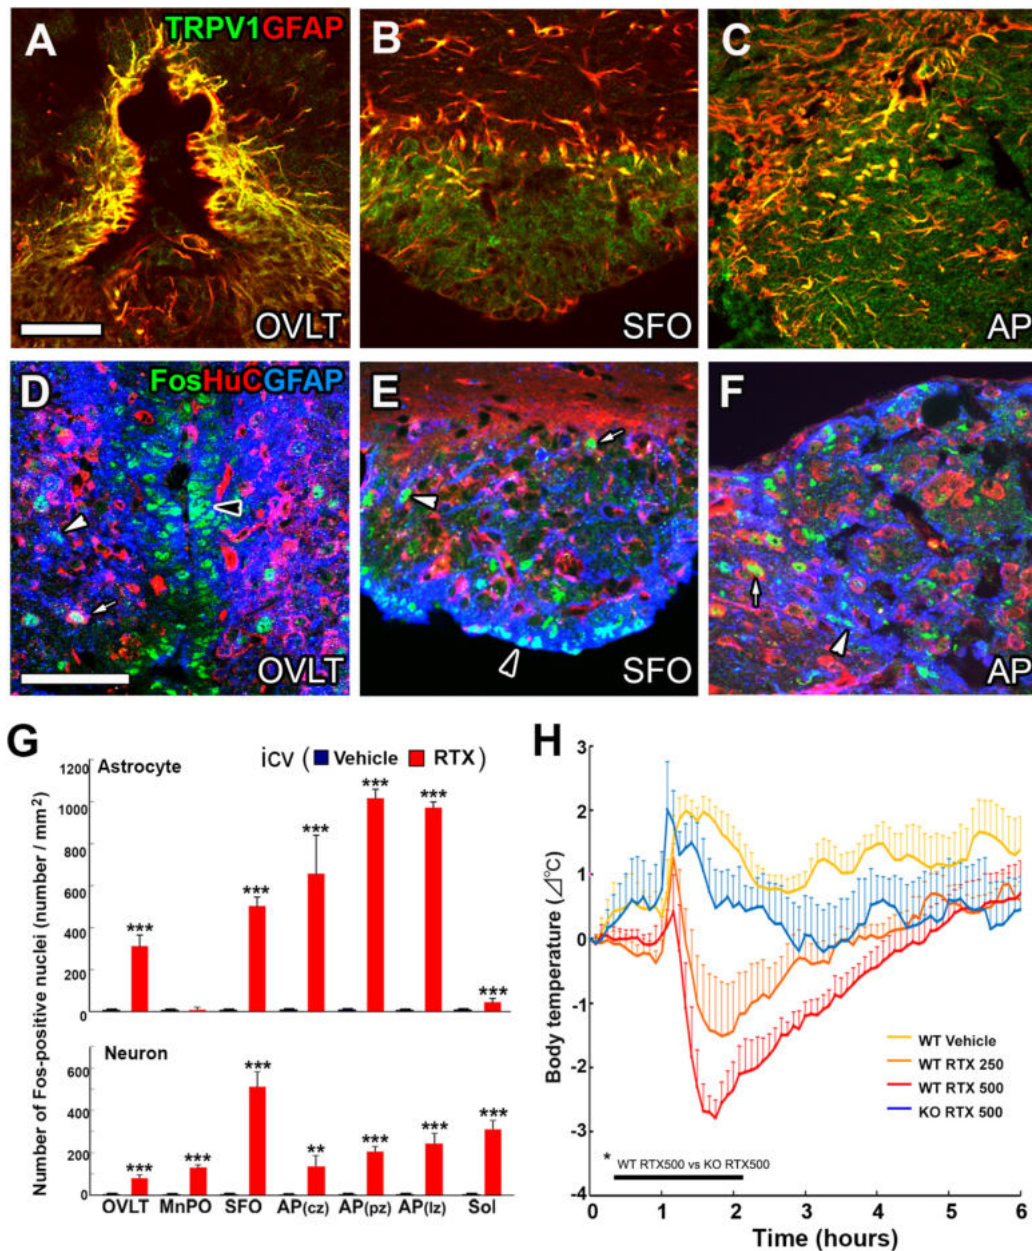 A
TRPV1GFAP
OVLT
B
SFO
C
AP
D
FosHuCGFAP
OVLT
E
SFO
F
AP
G
icv ( Vehicle RTX )
Number of Fos-positive nuclei (number / mm²)
Astrocyte
1200
1000
800
600
400
200
0
***
***
***
***
***
***
Neuron
600
400
200
0
***
***
***
**
***
***
***
OVLT MnPO SFO AP(cz) AP(pz) AP(lz) Sol
H
Body temperature (⊿°C)
3
2
1
0
-1
-2
-3
-4
WT Vehicle
WT RTX 250
WT RTX 500
KO RTX 500
* WT RTX500 vs KO RTX500
0 1 2 3 4 5 6
Time (hours)